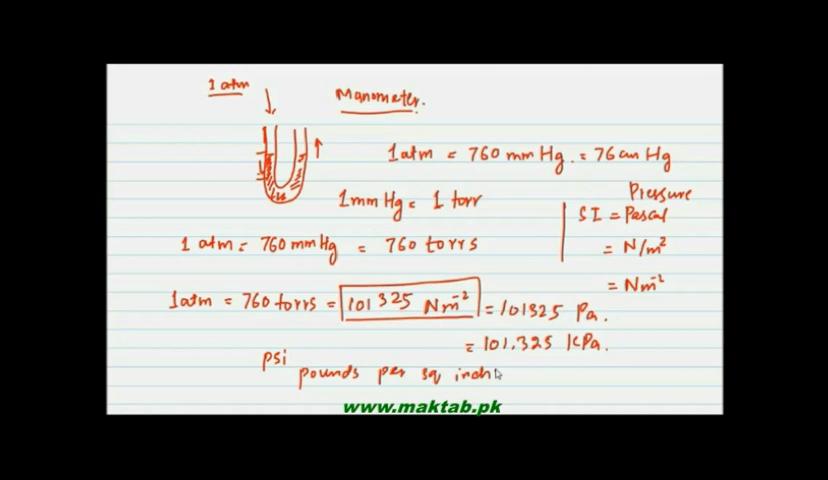 1 atm
Manometer.
1 atm = 760 mm Hg. = 76 cm Hg
1 mm Hg = 1 torr
Pressure
SI = Pascal
= N/m²
= Nm⁻²
1 atm = 760 mm Hg = 760 torrs
1 atm = 760 torrs = 101325 Nm⁻² = 101325 Pa.
= 101.325 KPa.
psi
pounds per sq inch
www.maktab.pk